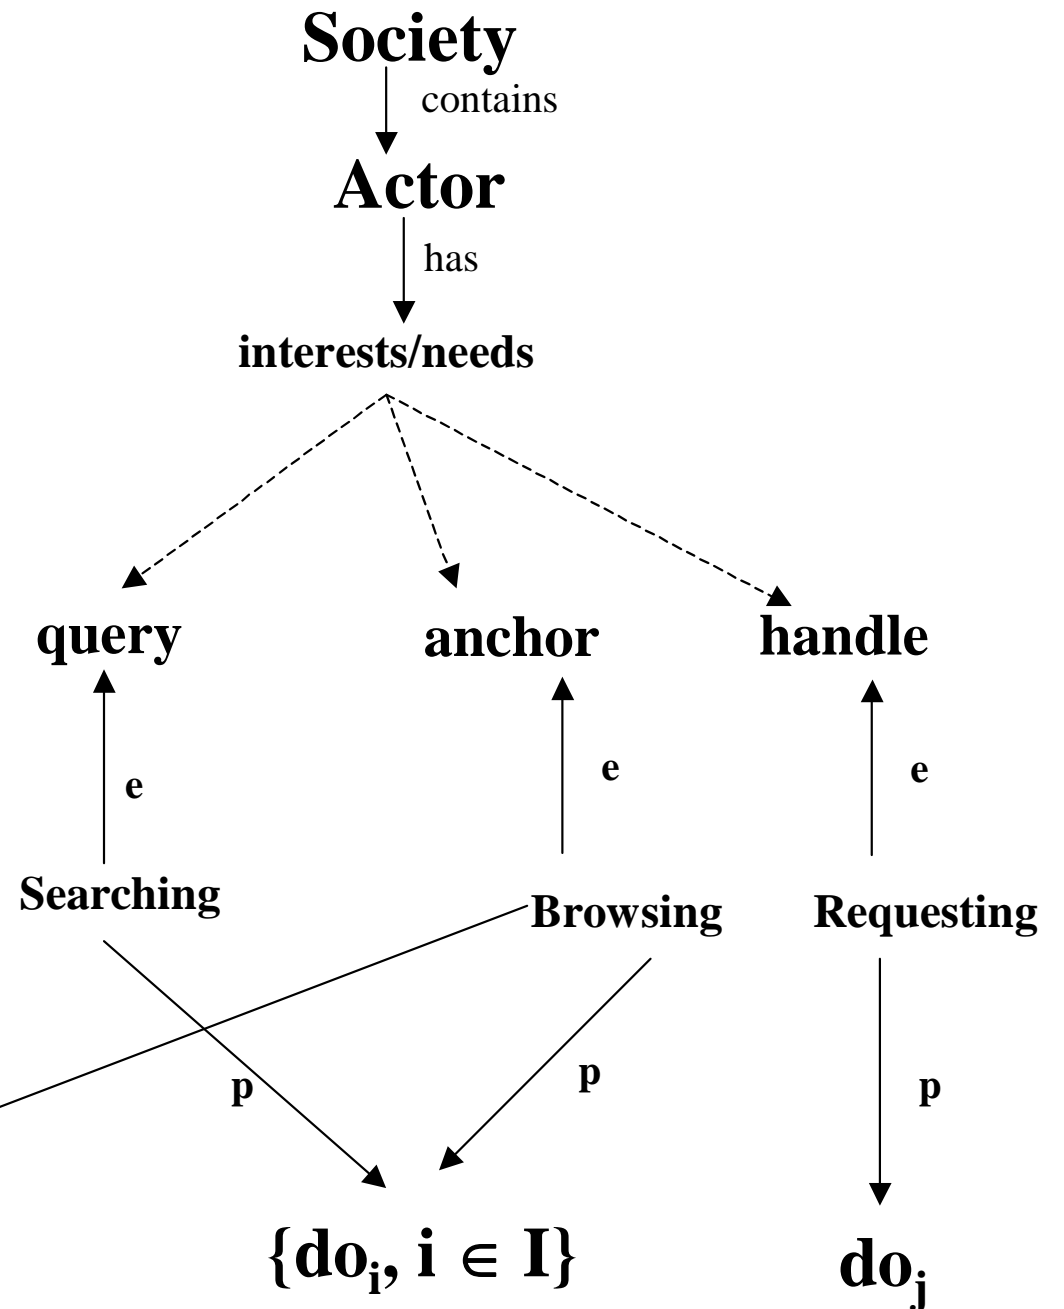 Society
contains
Actor
has
interests/needs
query anchor handle
e e e
Searching Browsing Requesting
p p p
{do_i, i ∈ I} do_j